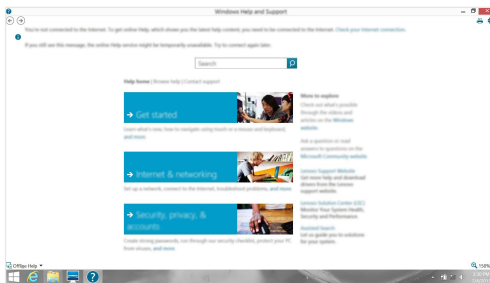 Windows Help and Support
You're not connected to the Internet. To get online Help, which shows you the latest help content, you need to be connected to the Internet. Check your Internet connection.
If you still see this message, the online Help service might be temporarily unavailable. Try to connect again later.
Search
Help home | Browse help | Contact support
→ Get started
Learn what's new, how to navigate using touch or a mouse and keyboard,
and more.
→ Internet & networking
Set up a network, connect to the Internet, troubleshoot problems, and more.
→ Security, privacy, &
accounts
Create strong passwords, run through our security checklist, protect your PC
from viruses, and more.
More to explore
Check out what's possible
through the videos and
articles on the Windows
website.
Ask a question or read
answers to questions on the
Microsoft Community website.
Lenovo Support Website
Get more help and download
drivers from the Lenovo
support website.
Lenovo Solution Center (LSC)
Monitor Your System Health,
Security and Performance.
Assisted Search
Let us guide you to solutions
for your system.
Offline Help
150%